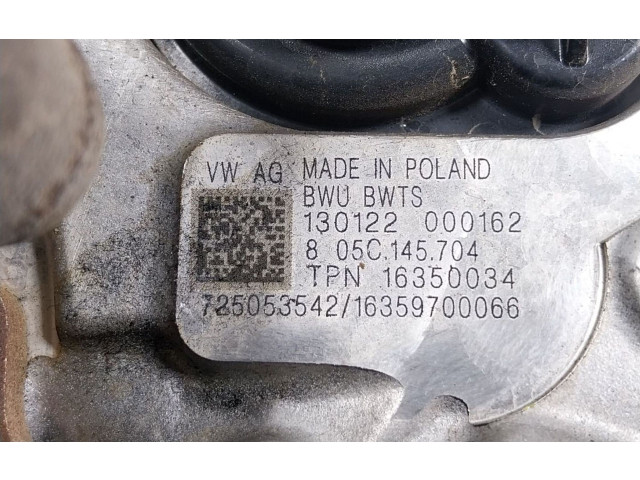 VW AG MADE IN POLAND
BWU BWTS
130122 000162
8 05C.145.704
TPN 16350034
725053542/16359700066